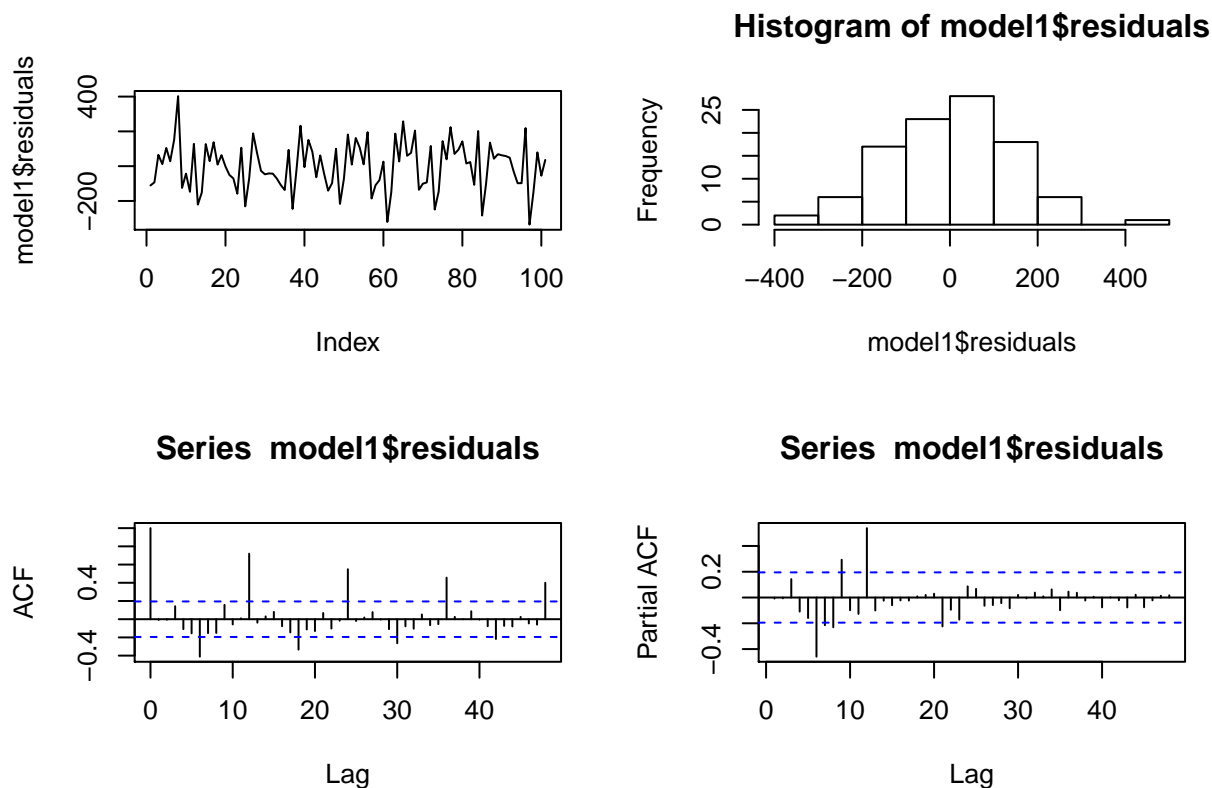 model1$residuals
400
−200
0
20
40
60
80
100
Index
Histogram of model1$residuals
Frequency
25
10
0
−400
−200
0
200
400
model1$residuals
Series model1$residuals
ACF
0.4
−0.4
0
10
20
30
40
Lag
Series model1$residuals
Partial ACF
0.2
−0.4
0
10
20
30
40
Lag